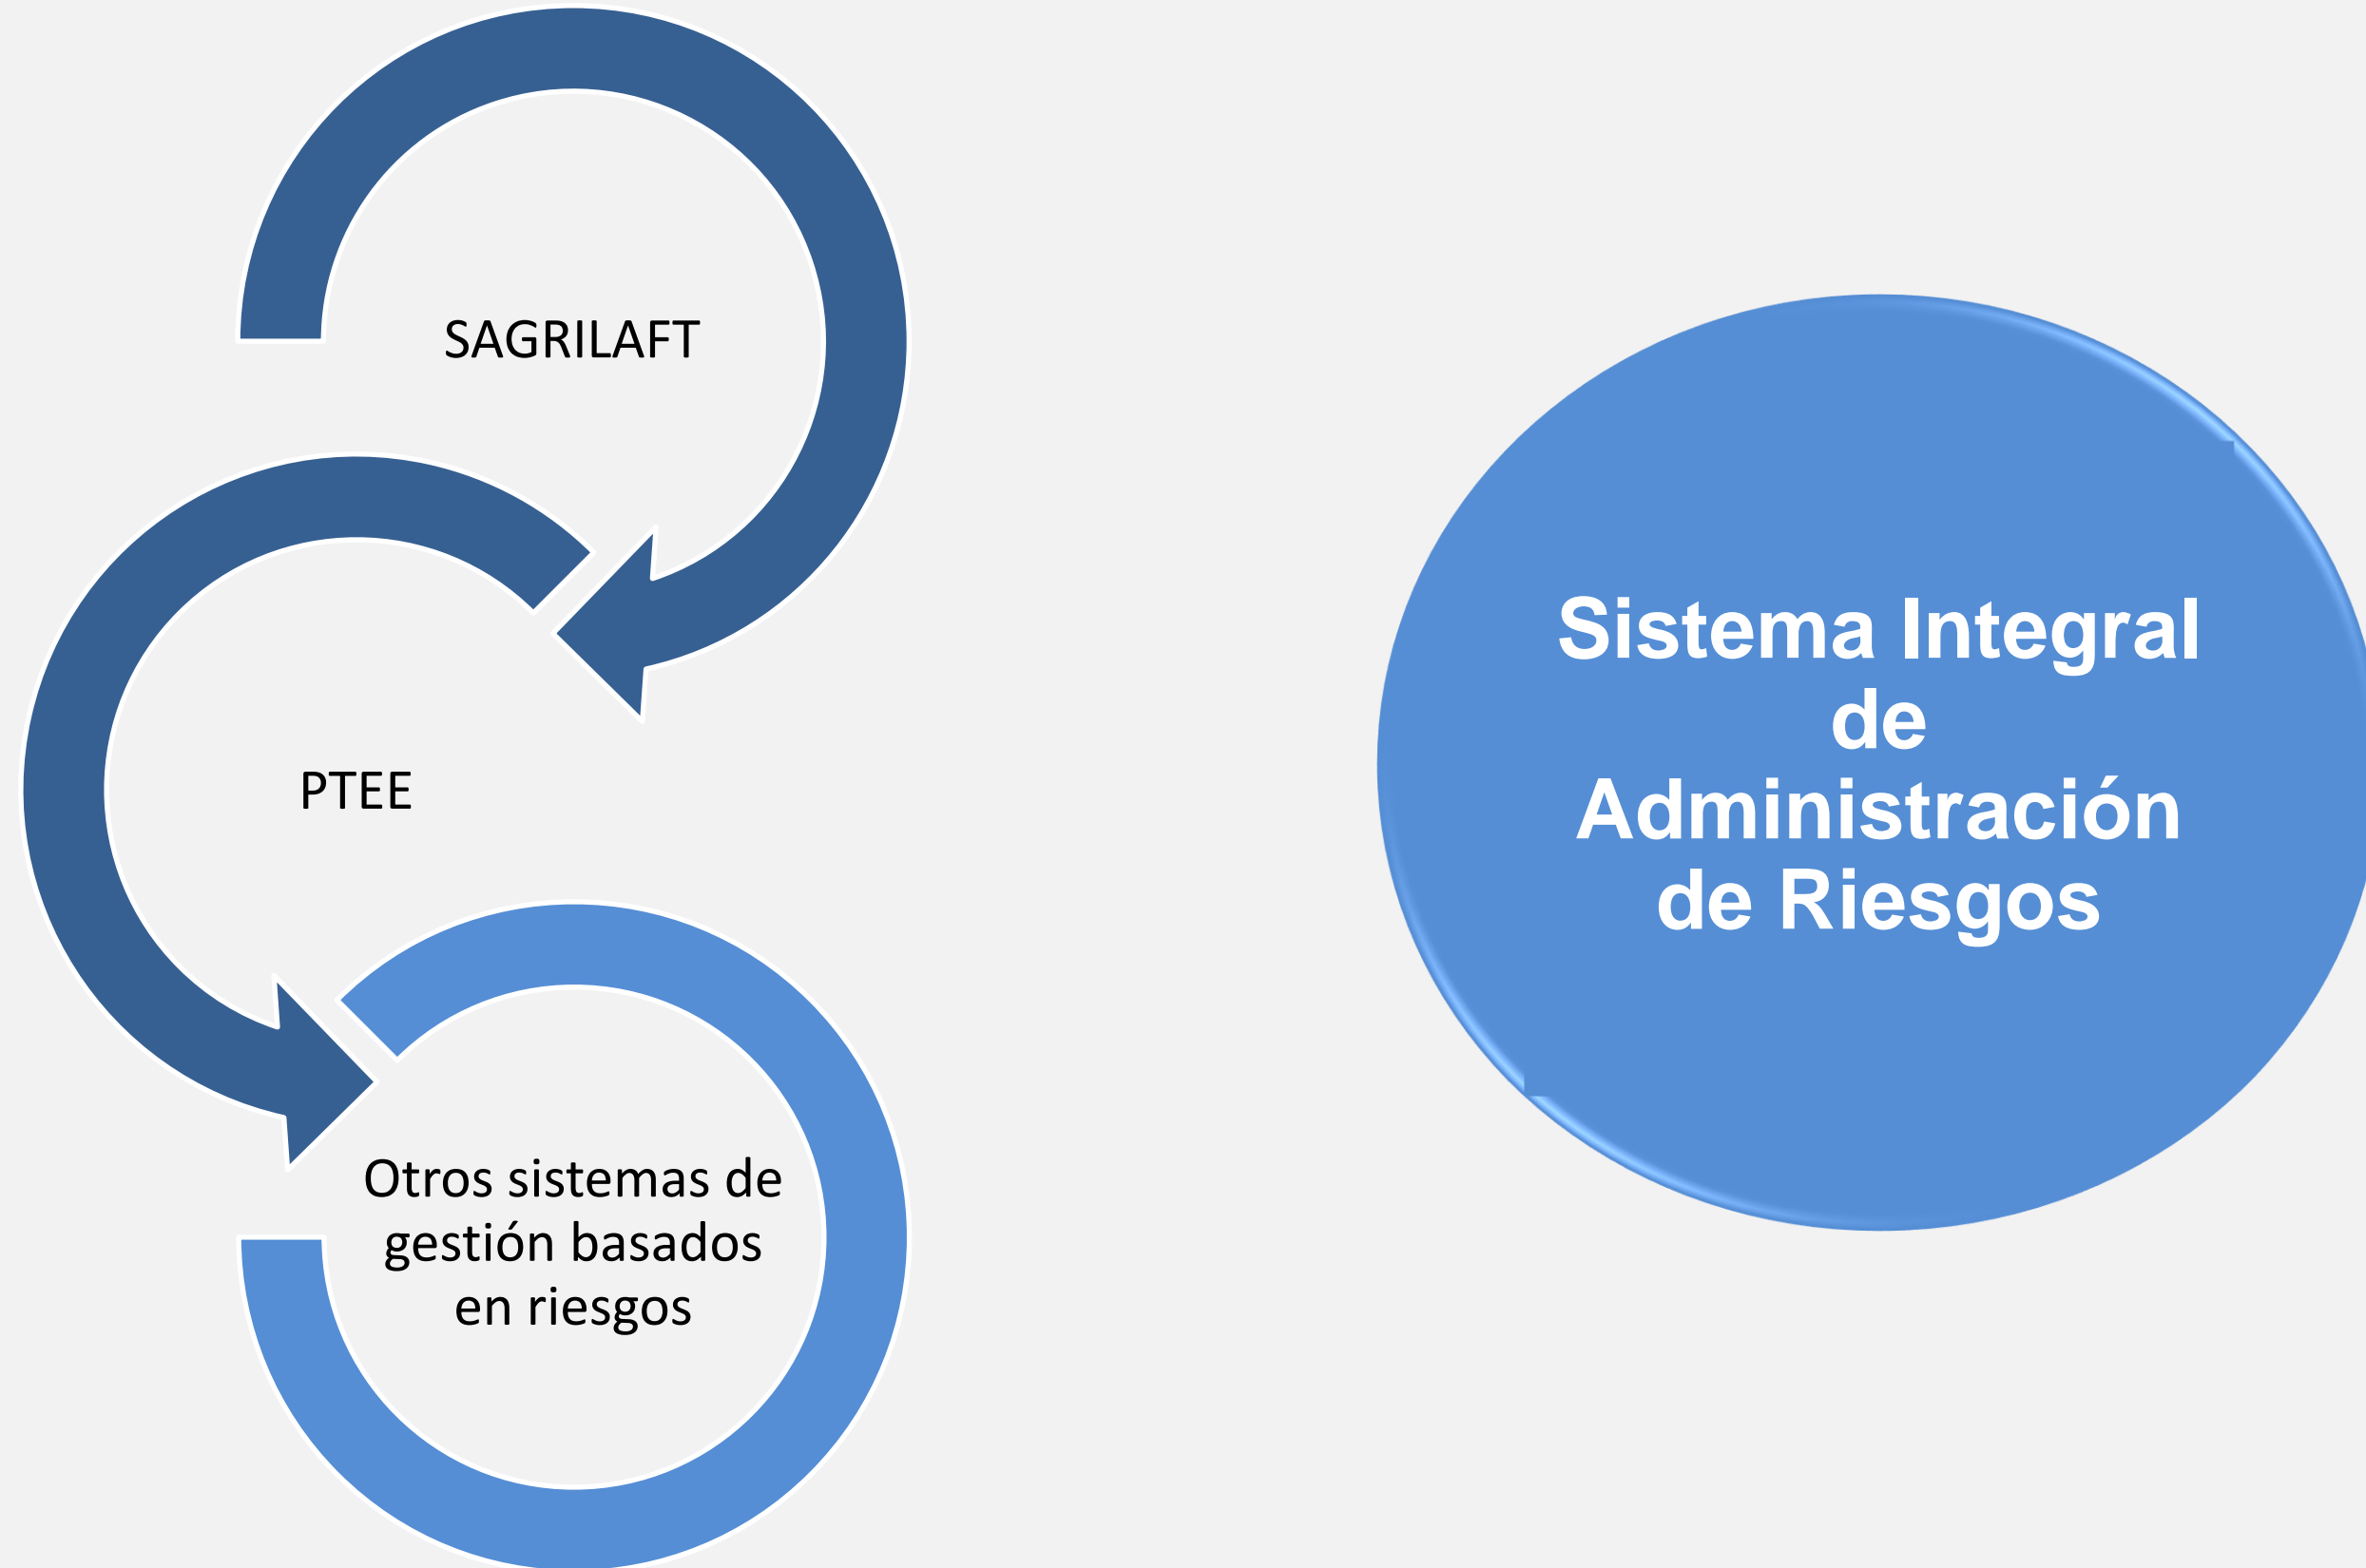 SAGRILAFT
PTEE
Otros sistemas de
gestión basados
en riesgos
Sistema Integral
de
Administración
de Riesgos